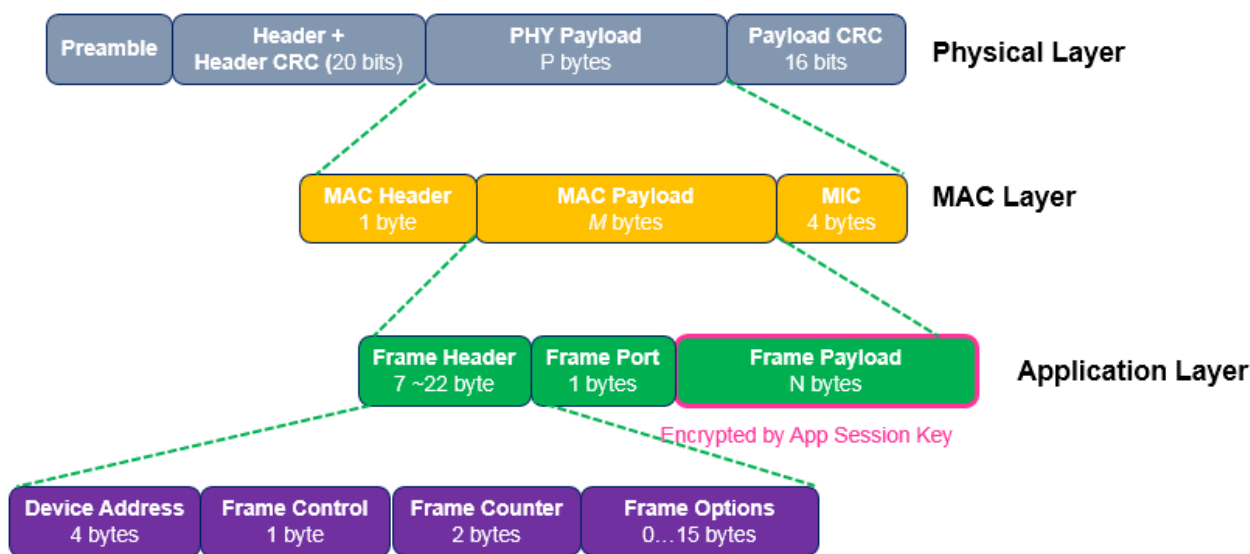 Preamble
Header +
Header CRC (20 bits)
PHY Payload
P bytes
Payload CRC
16 bits
Physical Layer
MAC Header
1 byte
MAC Payload
M bytes
MIC
4 bytes
MAC Layer
Frame Header
7 ~22 byte
Frame Port
1 bytes
Frame Payload
N bytes
Application Layer
Encrypted by App Session Key
Device Address
4 bytes
Frame Control
1 byte
Frame Counter
2 bytes
Frame Options
0...15 bytes